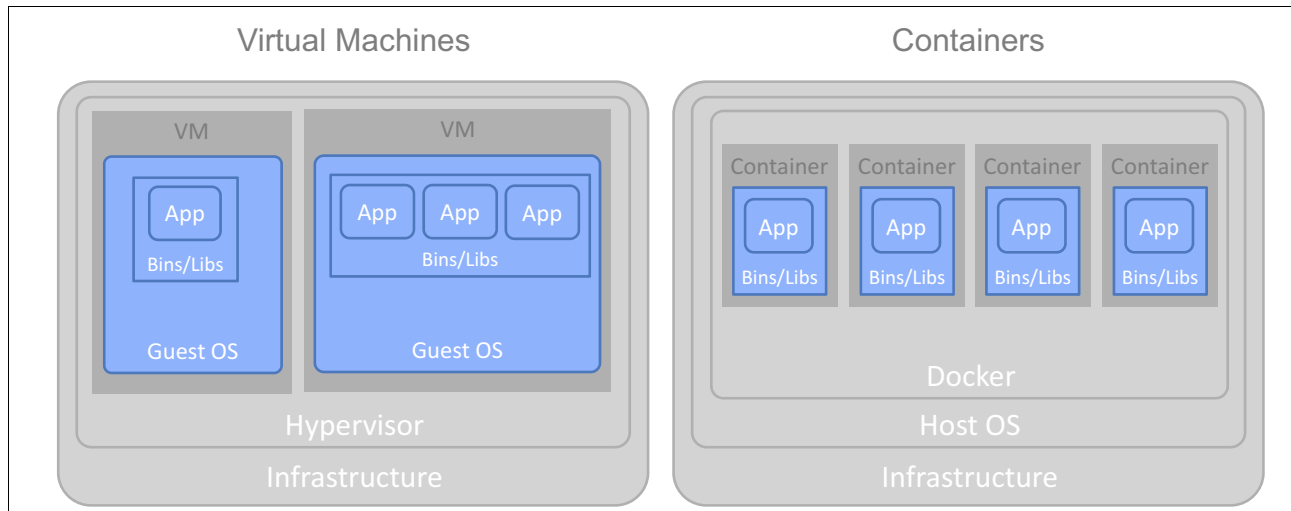 Virtual Machines
VM
App
Bins/Libs
Guest OS
VM
App App App
Bins/Libs
Guest OS
Hypervisor
Infrastructure
Containers
Container Container Container Container
App App App App
Bins/Libs Bins/Libs Bins/Libs Bins/Libs
Docker
Host OS
Infrastructure